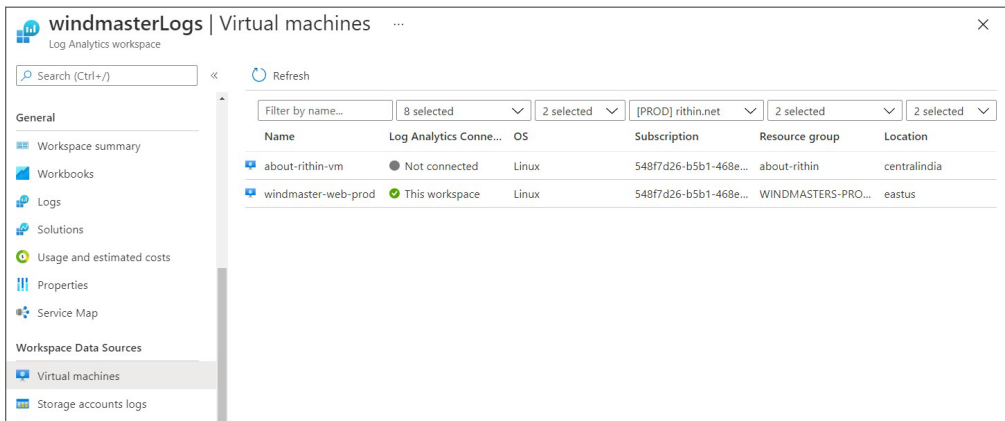 windmasterLogs | Virtual machines ...
Log Analytics workspace
Search (Ctrl+/)
«
General
Workspace summary
Workbooks
Logs
Solutions
Usage and estimated costs
Properties
Service Map
Workspace Data Sources
Virtual machines
Storage accounts logs
Refresh
Filter by name... 8 selected 2 selected [PROD] rithin.net 2 selected 2 selected
Name Log Analytics Conne... OS Subscription Resource group Location
about-rithin-vm Not connected Linux 548f7d26-b5b1-468e... about-rithin centralindia
windmaster-web-prod This workspace Linux 548f7d26-b5b1-468e... WINDMASTERS-PRO... eastus